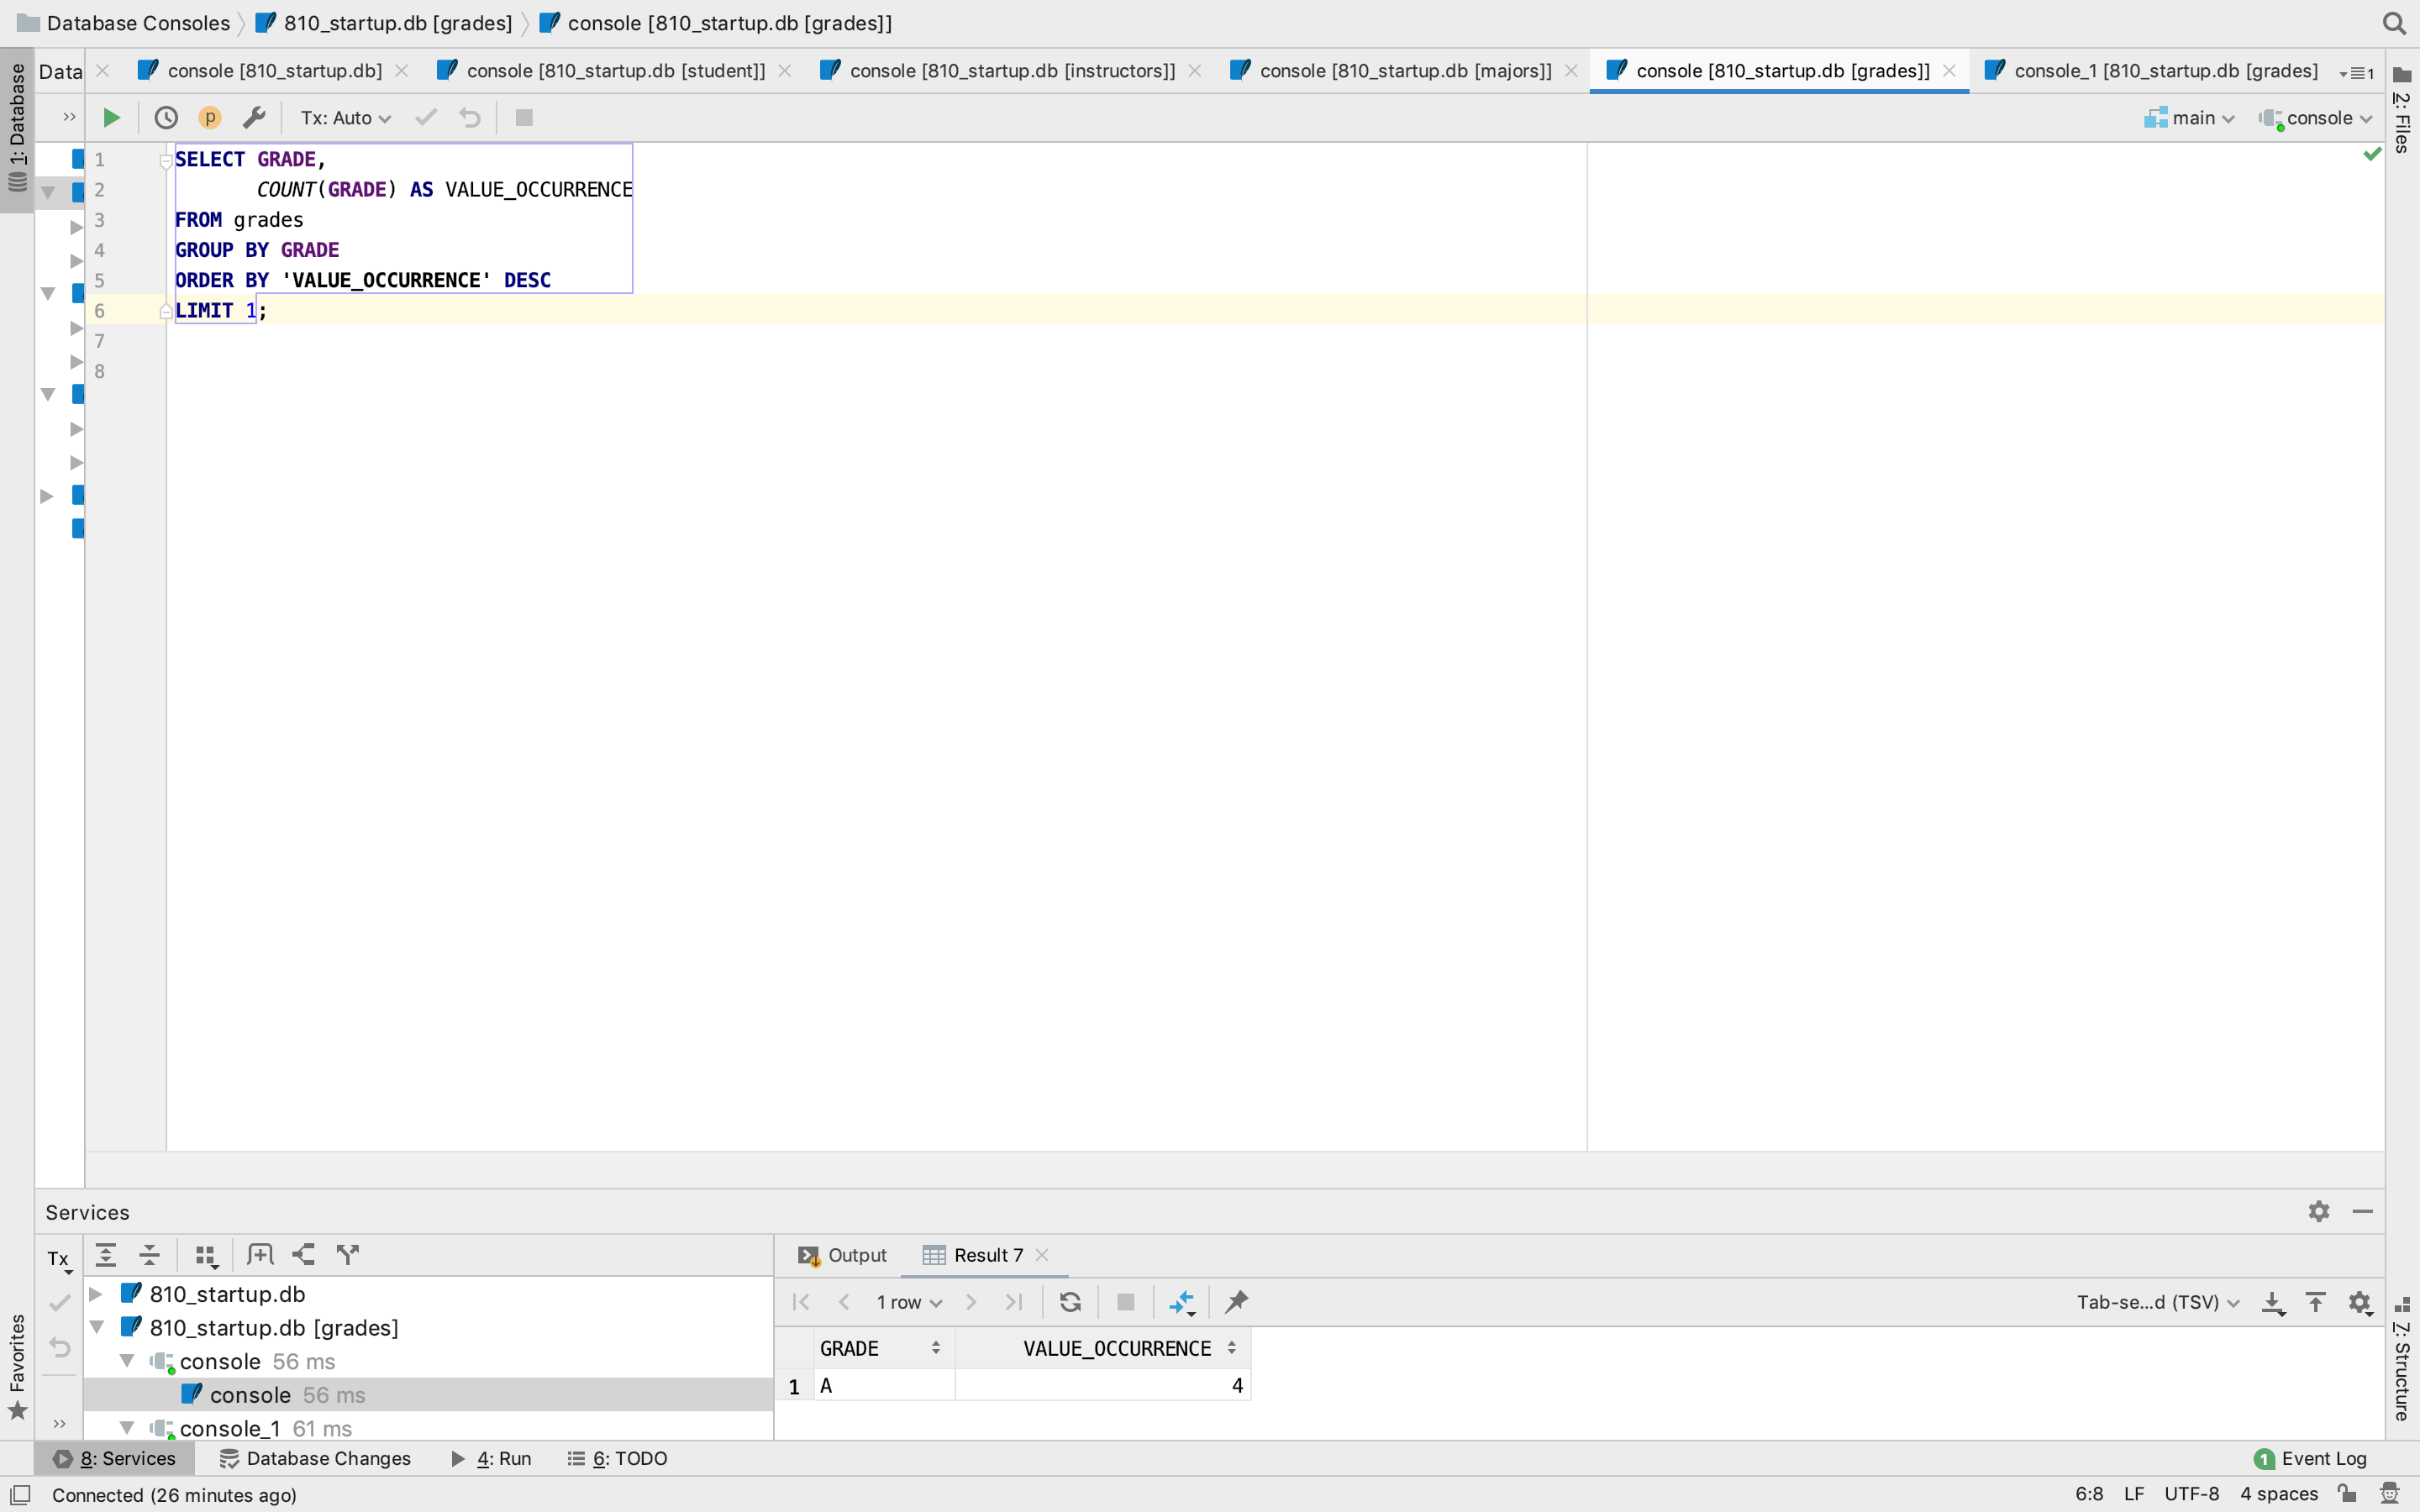 Database Consoles 810_startup.db [grades] console [810_startup.db [grades]]
Data console [810_startup.db] console [810_startup.db [student]] console [810_startup.db [instructors]] console [810_startup.db [majors]] console [810_startup.db [grades]] console_1 [810_startup.db [grades] 1
Tx: Auto main console
1: Database
2: Files
1 SELECT GRADE,
2 COUNT(GRADE) AS VALUE_OCCURRENCE
3 FROM grades
4 GROUP BY GRADE
5 ORDER BY 'VALUE_OCCURRENCE' DESC
6 LIMIT 1;
7
8
Services
Tx
Output Result 7
810_startup.db
1 row Tab-se...d (TSV)
810_startup.db [grades]
GRADE VALUE_OCCURRENCE
console 56 ms
1 A 4
console 56 ms
console_1 61 ms
Favorites
7: Structure
8: Services Database Changes 4: Run 6: TODO 1 Event Log
Connected (26 minutes ago) 6:8 LF UTF-8 4 spaces